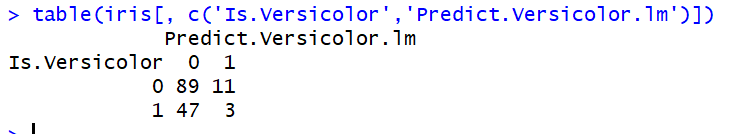 > table(iris[, c('Is.Versicolor','Predict.Versicolor.lm')])
Predict.Versicolor.lm
Is.Versicolor 0 1
0 89 11
1 47 3
>